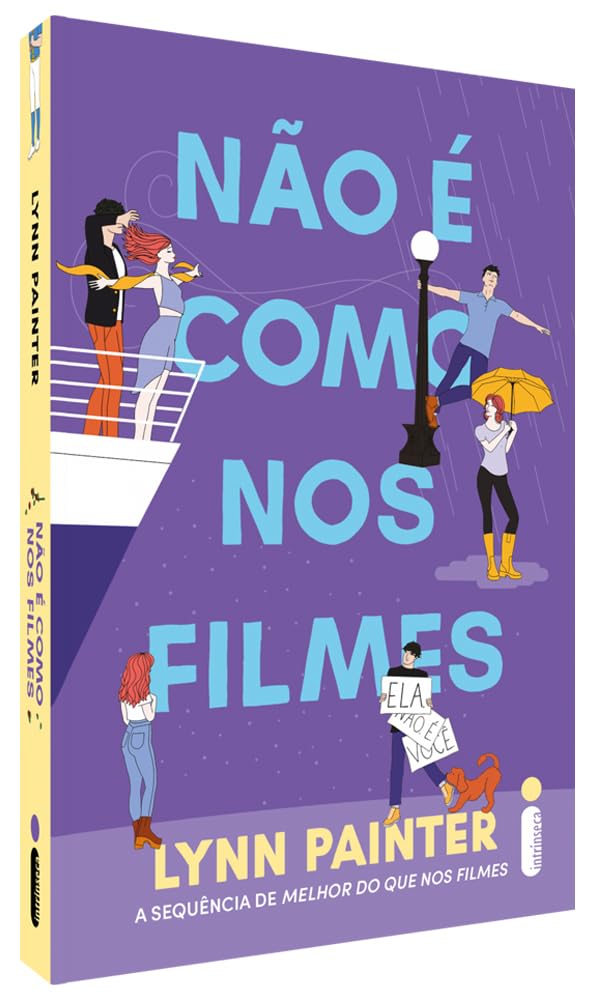 NÃO É
COMO
NOS
FILMES
ELA
NÃO É
VOCÊ
LYNN PAINTER
A SEQUÊNCIA DE MELHOR DO QUE NOS FILMES
intrínseca
LYNN PAINTER
NÃO É COMO
NOS FILMES
intrínseca